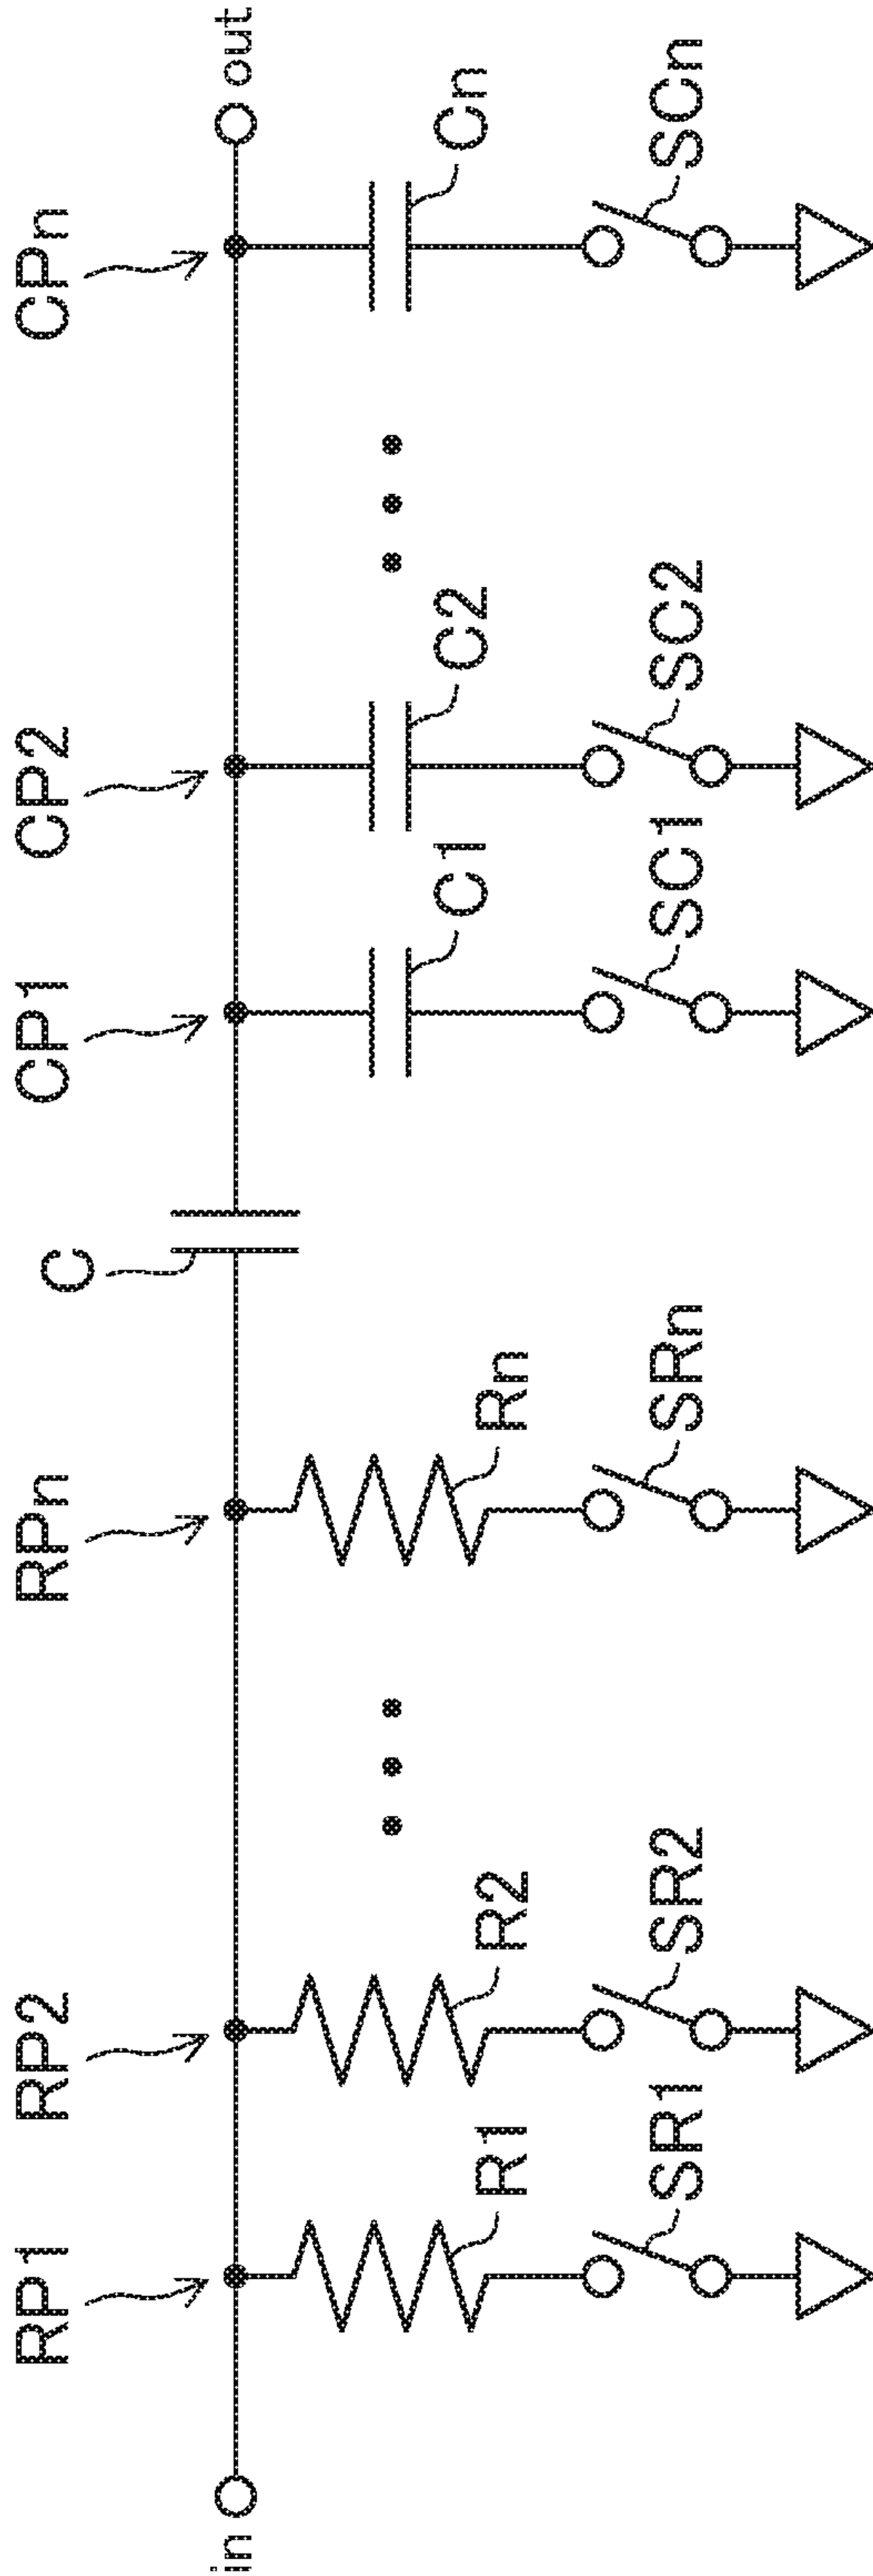 RP1 RP2 RPn C CP1 CP2 CPn
in out
R1 R2 Rn C1 C2 Cn
SR1 SR2 SRn SC1 SC2 SCn